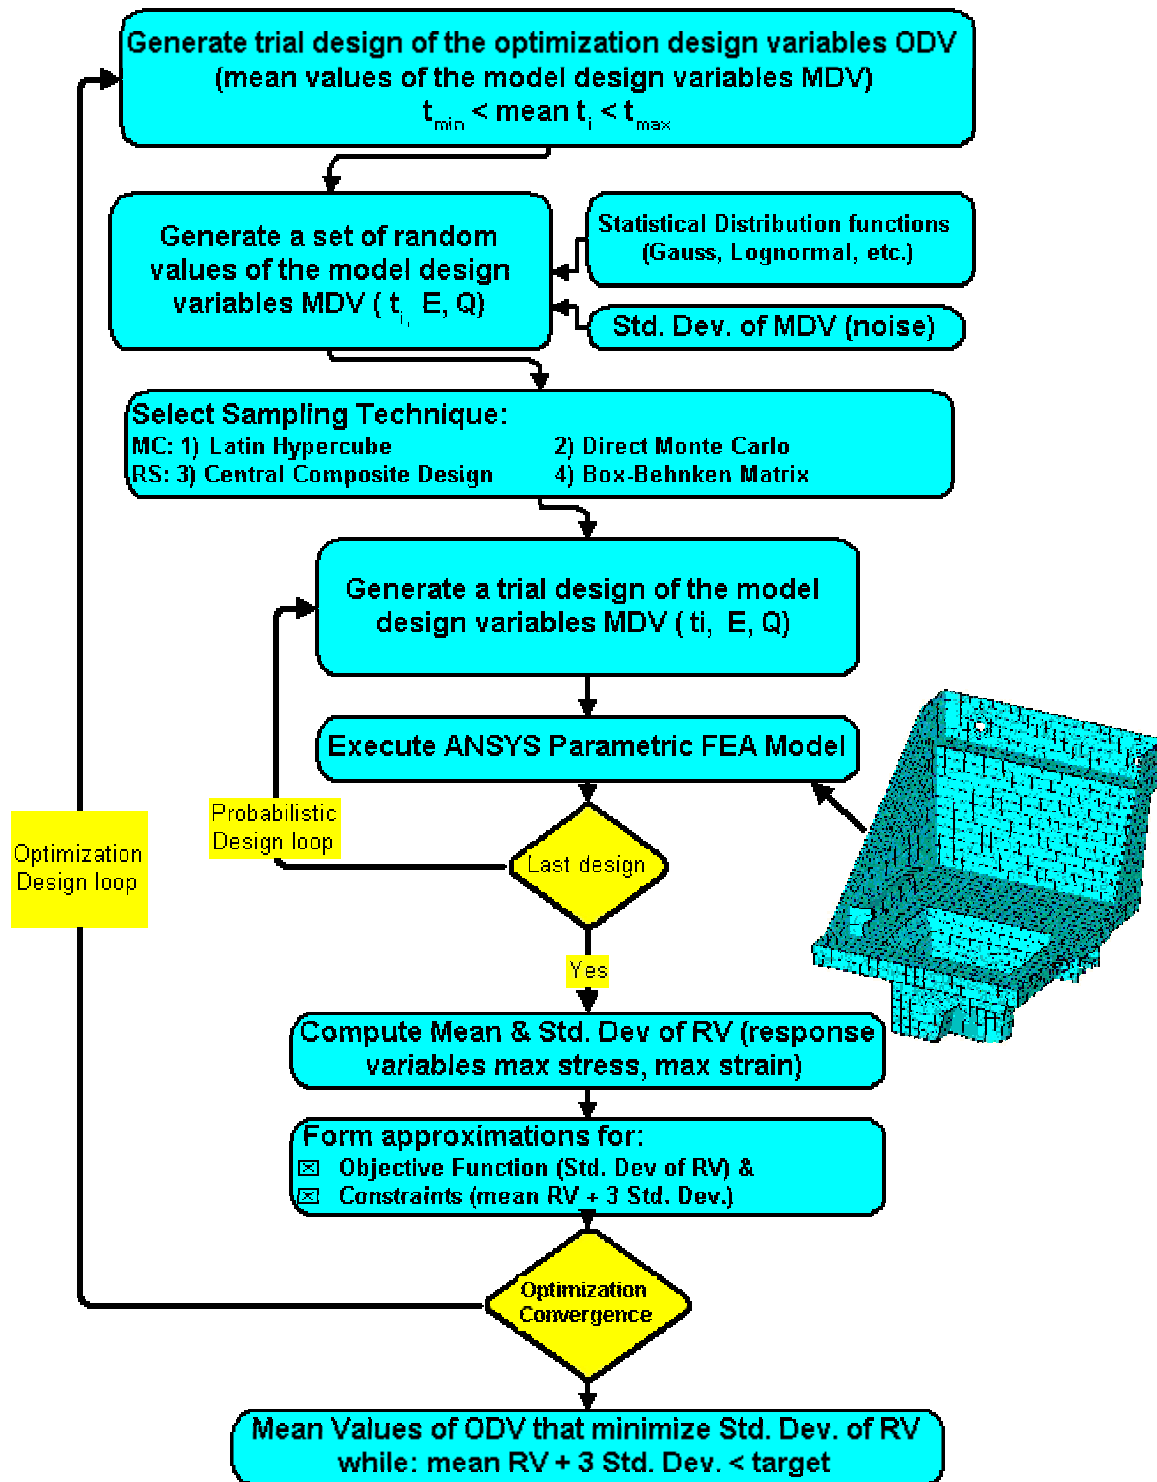 Generate trial design of the optimization design variables ODV
(mean values of the model design variables MDV)
t_min < mean t_i < t_max
Generate a set of random
values of the model design
variables MDV ( t_i, E, Q)
Statistical Distribution functions
(Gauss, Lognormal, etc.)
Std. Dev. of MDV (noise)
Select Sampling Technique:
MC: 1) Latin Hypercube 2) Direct Monte Carlo
RS: 3) Central Composite Design 4) Box-Behnken Matrix
Generate a trial design of the model
design variables MDV ( ti, E, Q)
Execute ANSYS Parametric FEA Model
Probabilistic
Design loop
Optimization
Design loop
Last design
Yes
Compute Mean & Std. Dev of RV (response
variables max stress, max strain)
Form approximations for:
☒ Objective Function (Std. Dev of RV) &
☒ Constraints (mean RV + 3 Std. Dev.)
Optimization
Convergence
Mean Values of ODV that minimize Std. Dev. of RV
while: mean RV + 3 Std. Dev. < target